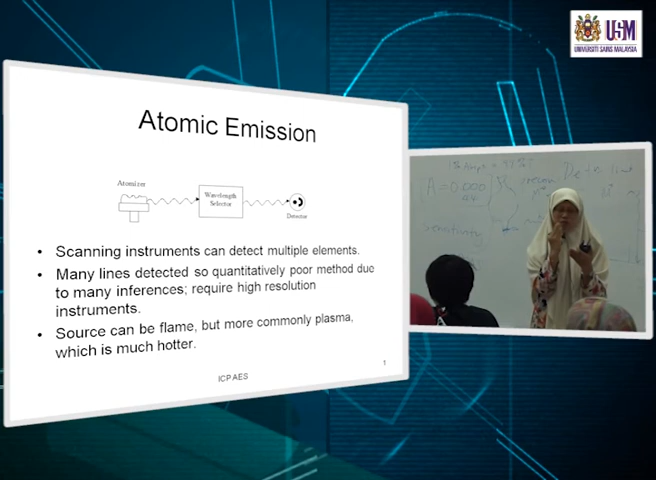 USM
UNIVERSITI SAINS MALAYSIA
Atomic Emission
Atomizer
Wavelength
Selector
Detector
• Scanning instruments can detect multiple elements.
• Many lines detected so quantitatively poor method due
to many inferences; require high resolution
instruments.
• Source can be flame, but more commonly plasma,
which is much hotter.
ICP AES
1
A = 0.000
sensitivity